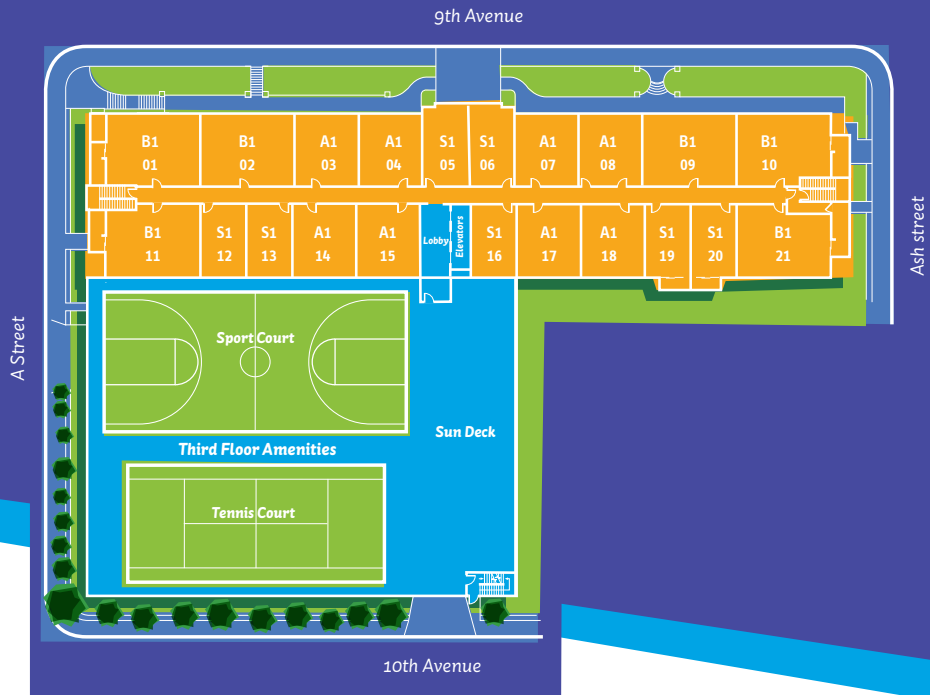 9th Avenue
B1
01
B1
02
A1
03
A1
04
S1
05
S1
06
A1
07
A1
08
B1
09
B1
10
B1
11
S1
12
S1
13
A1
14
A1
15
Lobby
Elevators
S1
16
A1
17
A1
18
S1
19
S1
20
B1
21
Ash street
A Street
Sport Court
Sun Deck
Third Floor Amenities
Tennis Court
10th Avenue